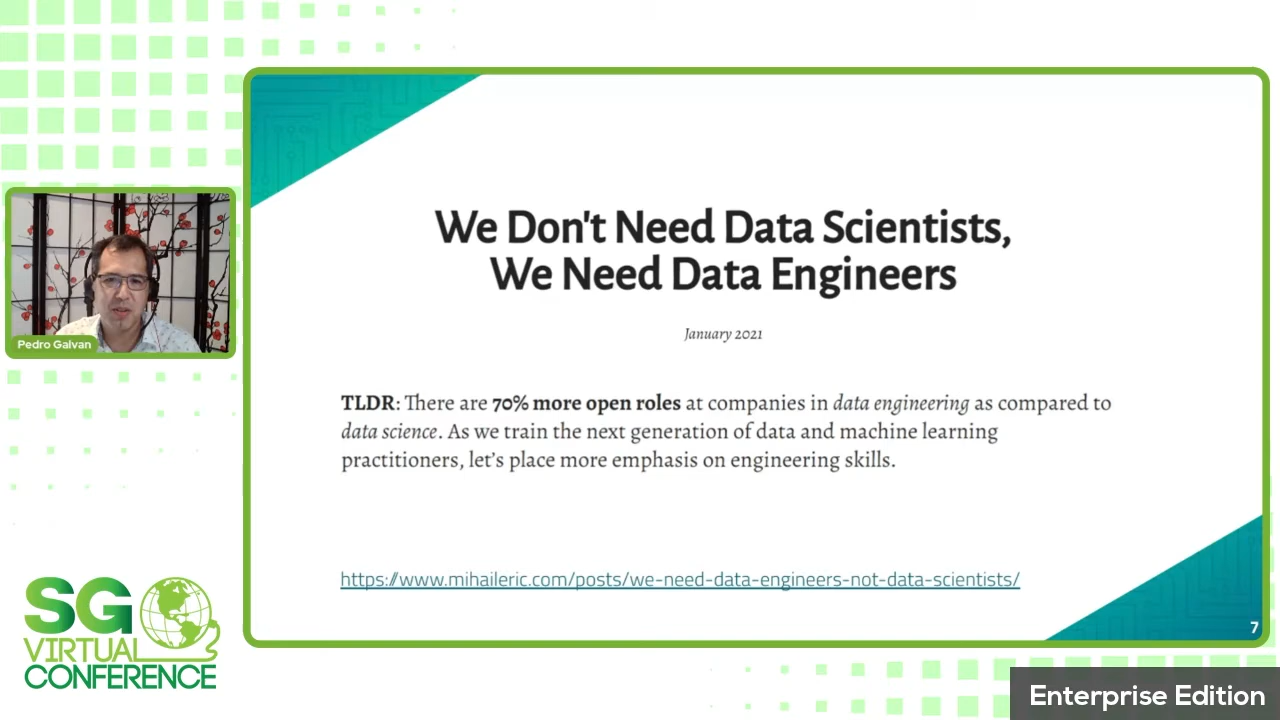 We Don't Need Data Scientists,
We Need Data Engineers
January 2021
TLDR: There are 70% more open roles at companies in data engineering as compared to
data science. As we train the next generation of data and machine learning
practitioners, let's place more emphasis on engineering skills.
https://www.mihaileric.com/posts/we-need-data-engineers-not-data-scientists/
7
Pedro Galvan
SG
VIRTUAL
CONFERENCE
Enterprise Edition